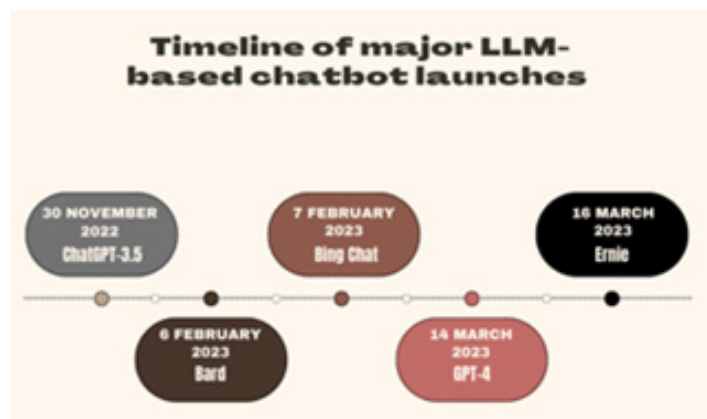 Timeline of major LLM-
based chatbot launches
30 NOVEMBER
2022
ChatGPT-3.5
6 FEBRUARY
2023
Bard
7 FEBRUARY
2023
Bing Chat
14 MARCH
2023
GPT-4
16 MARCH
2023
Ernie